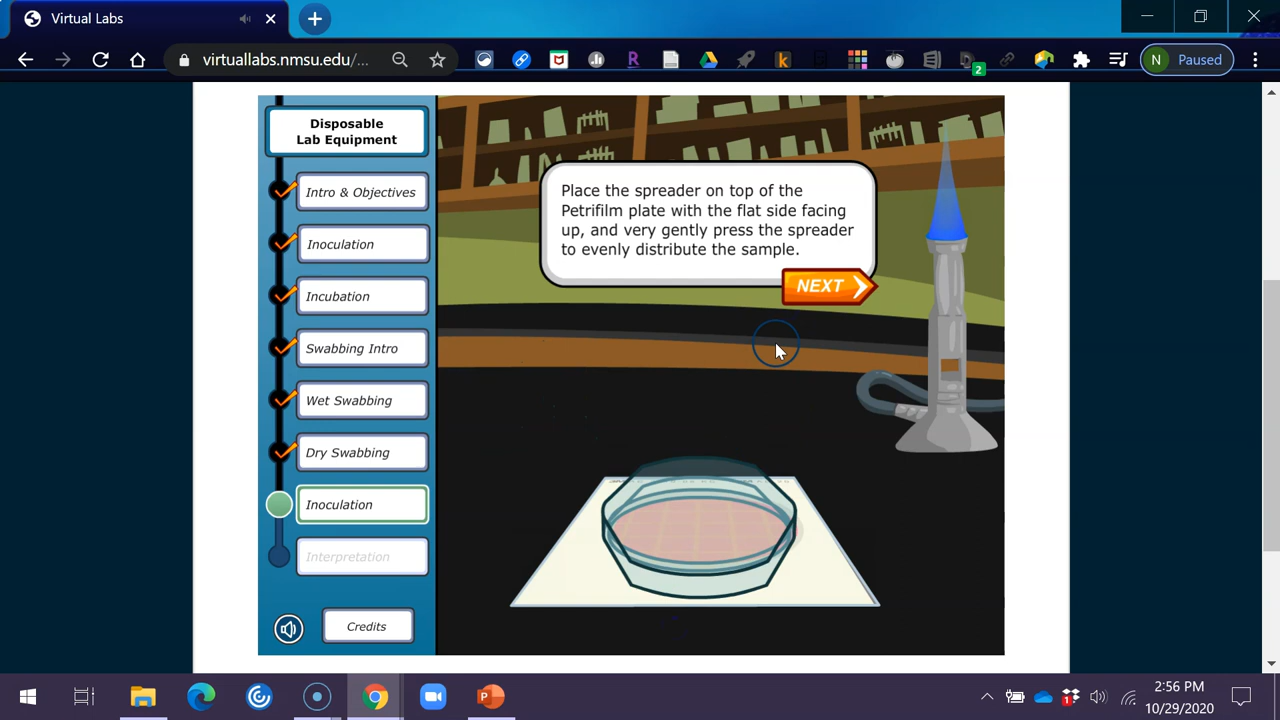 Virtual Labs
virtuallabs.nmsu.edu/...
2
N Paused
Disposable
Lab Equipment
Intro & Objectives
Inoculation
Incubation
Swabbing Intro
Wet Swabbing
Dry Swabbing
Inoculation
Interpretation
Credits
Place the spreader on top of the
Petrifilm plate with the flat side facing
up, and very gently press the spreader
to evenly distribute the sample.
NEXT
2:56 PM
10/29/2020